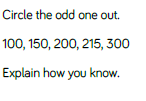 Circle the odd one out.
100, 150, 200, 215, 300
Explain how you know.